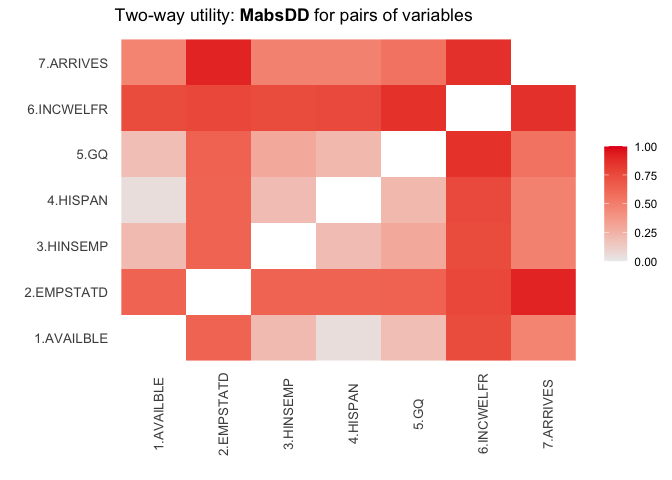 Two-way utility: MabsDD for pairs of variables
7.ARRIVES
6.INCWELFR
5.GQ
4.HISPAN
3.HINSEMP
2.EMPSTATD
1.AVAILBLE
1.AVAILBLE
2.EMPSTATD
3.HINSEMP
4.HISPAN
5.GQ
6.INCWELFR
7.ARRIVES
1.00
0.75
0.50
0.25
0.00